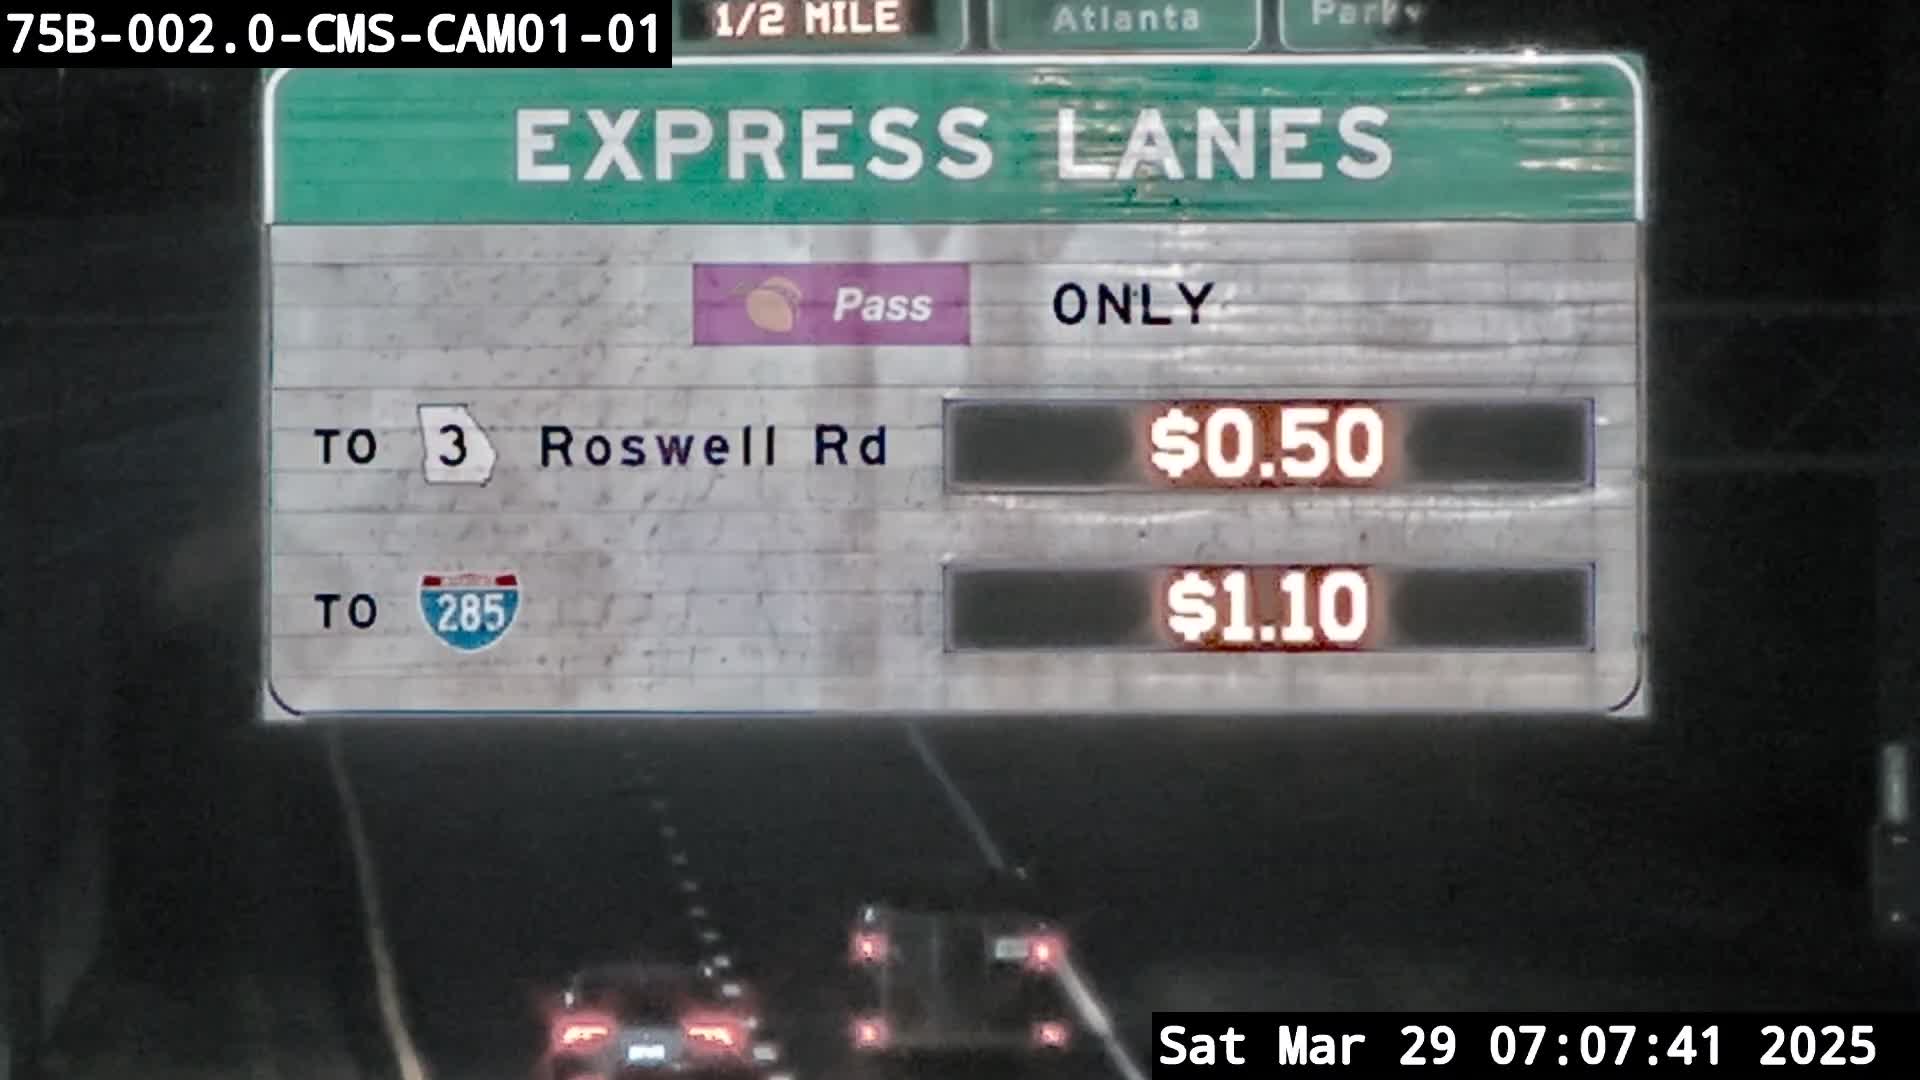 75B-002.0-CMS-CAM01-01
1/2 MILE
Atlanta
EXPRESS LANES
Pass ONLY
TO 3 Roswell Rd $0.50
TO 285 $1.10
Sat Mar 29 07:07:41 2025